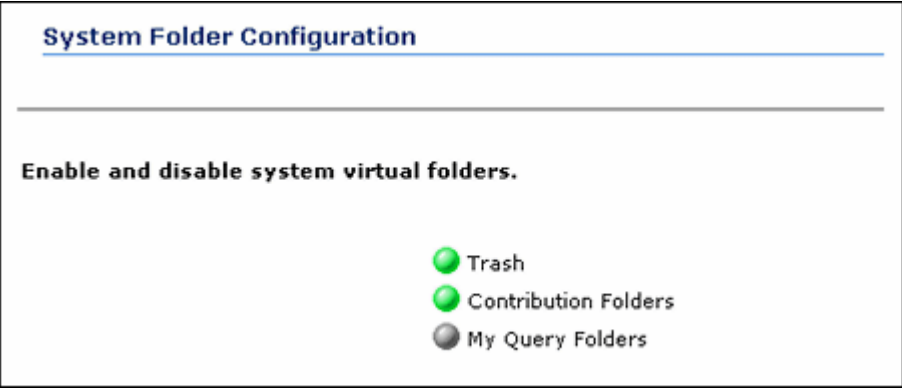 System Folder Configuration
Enable and disable system virtual folders.
Trash
Contribution Folders
My Query Folders